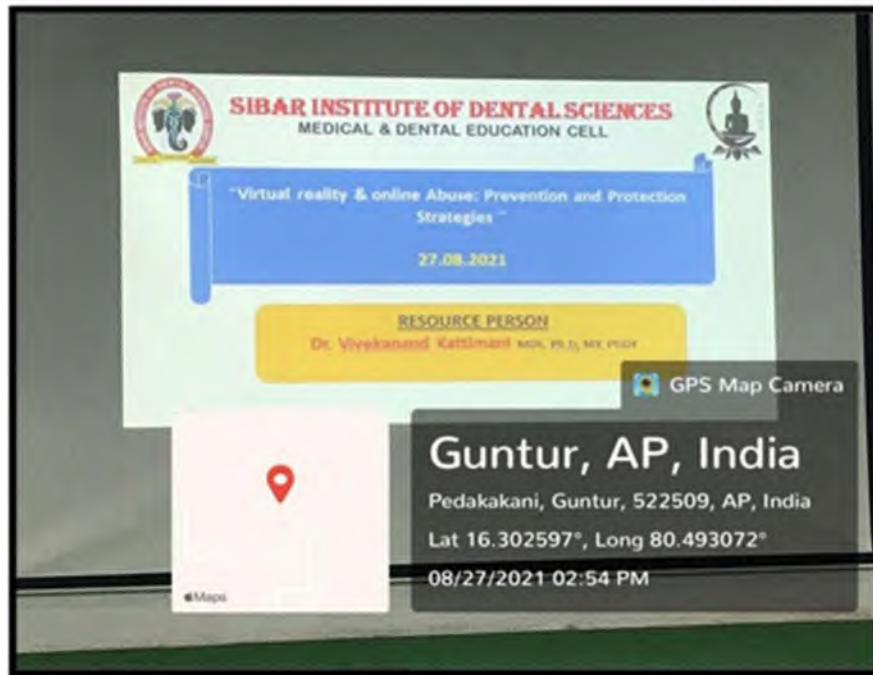 SIBAR INSTITUTE OF DENTAL SCIENCES
MEDICAL & DENTAL EDUCATION CELL
"Virtual reality & online Abuse: Prevention and Protection
Strategies "
27.08.2021
RESOURCE PERSON
Dr. Vivekanand Kattimani MDS, Ph.D,
GPS Map Camera
Guntur, AP, India
Pedakakani, Guntur, 522509, AP, India
Lat 16.302597°, Long 80.493072°
08/27/2021 02:54 PM
Maps